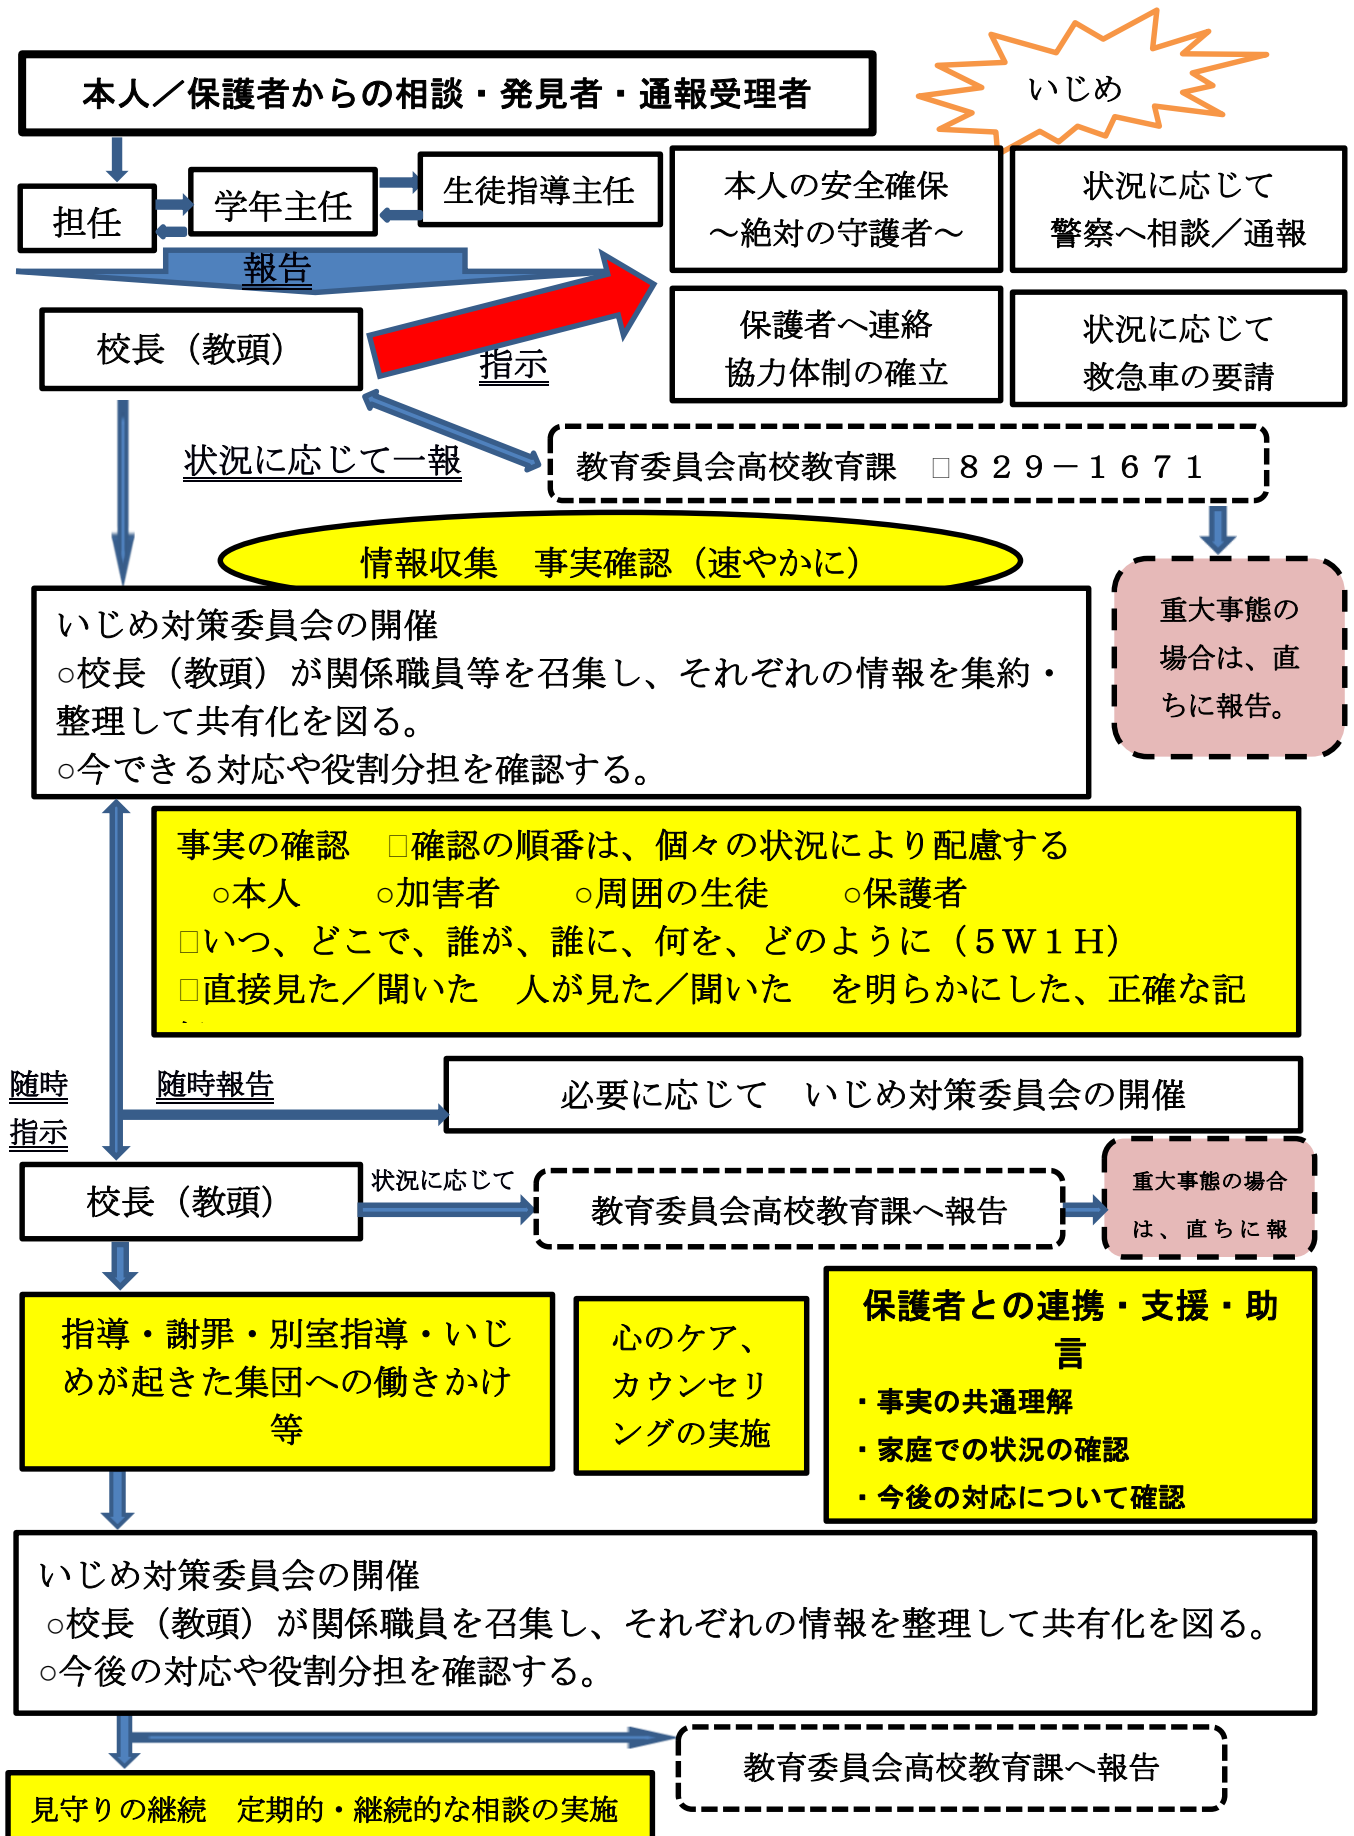 いじめ
本人／保護者からの相談・発見者・通報受理者
担任
学年主任
生徒指導主任
本人の安全確保
～絶対の守護者～
状況に応じて
警察へ相談／通報
報告
校長（教頭）
指示
保護者へ連絡
協力体制の確立
状況に応じて
救急車の要請
状況に応じて一報
教育委員会高校教育課　□８２９－１６７１
情報収集　事実確認（速やかに）
重大事態の
場合は、直
ちに報告。
いじめ対策委員会の開催
○校長（教頭）が関係職員等を召集し、それぞれの情報を集約・
整理して共有化を図る。
○今できる対応や役割分担を確認する。
事実の確認　□確認の順番は、個々の状況により配慮する
○本人　　○加害者　　○周囲の生徒　　○保護者
□いつ、どこで、誰が、誰に、何を、どのように（５Ｗ１Ｈ）
□直接見た／聞いた　人が見た／聞いた　を明らかにした、正確な記
随時
指示
随時報告
必要に応じて　いじめ対策委員会の開催
校長（教頭）
状況に応じて
教育委員会高校教育課へ報告
重大事態の場合
は、直ちに報
指導・謝罪・別室指導・いじ
めが起きた集団への働きかけ
等
心のケア、
カウンセリ
ングの実施
保護者との連携・支援・助
言
・事実の共通理解
・家庭での状況の確認
・今後の対応について確認
いじめ対策委員会の開催
○校長（教頭）が関係職員を召集し、それぞれの情報を整理して共有化を図る。
○今後の対応や役割分担を確認する。
教育委員会高校教育課へ報告
見守りの継続　定期的・継続的な相談の実施